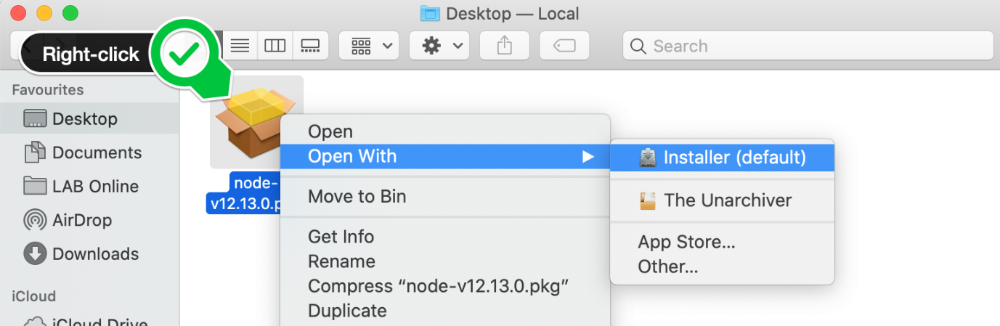 Desktop — Local
Right-click
Search
Favourites
Desktop
Documents
LAB Online
AirDrop
Downloads
iCloud
iCloud Drive
node-
v12.13.0.p
Open
Open With
Move to Bin
Get Info
Rename
Compress “node-v12.13.0.pkg”
Duplicate
Installer (default)
The Unarchiver
App Store...
Other...